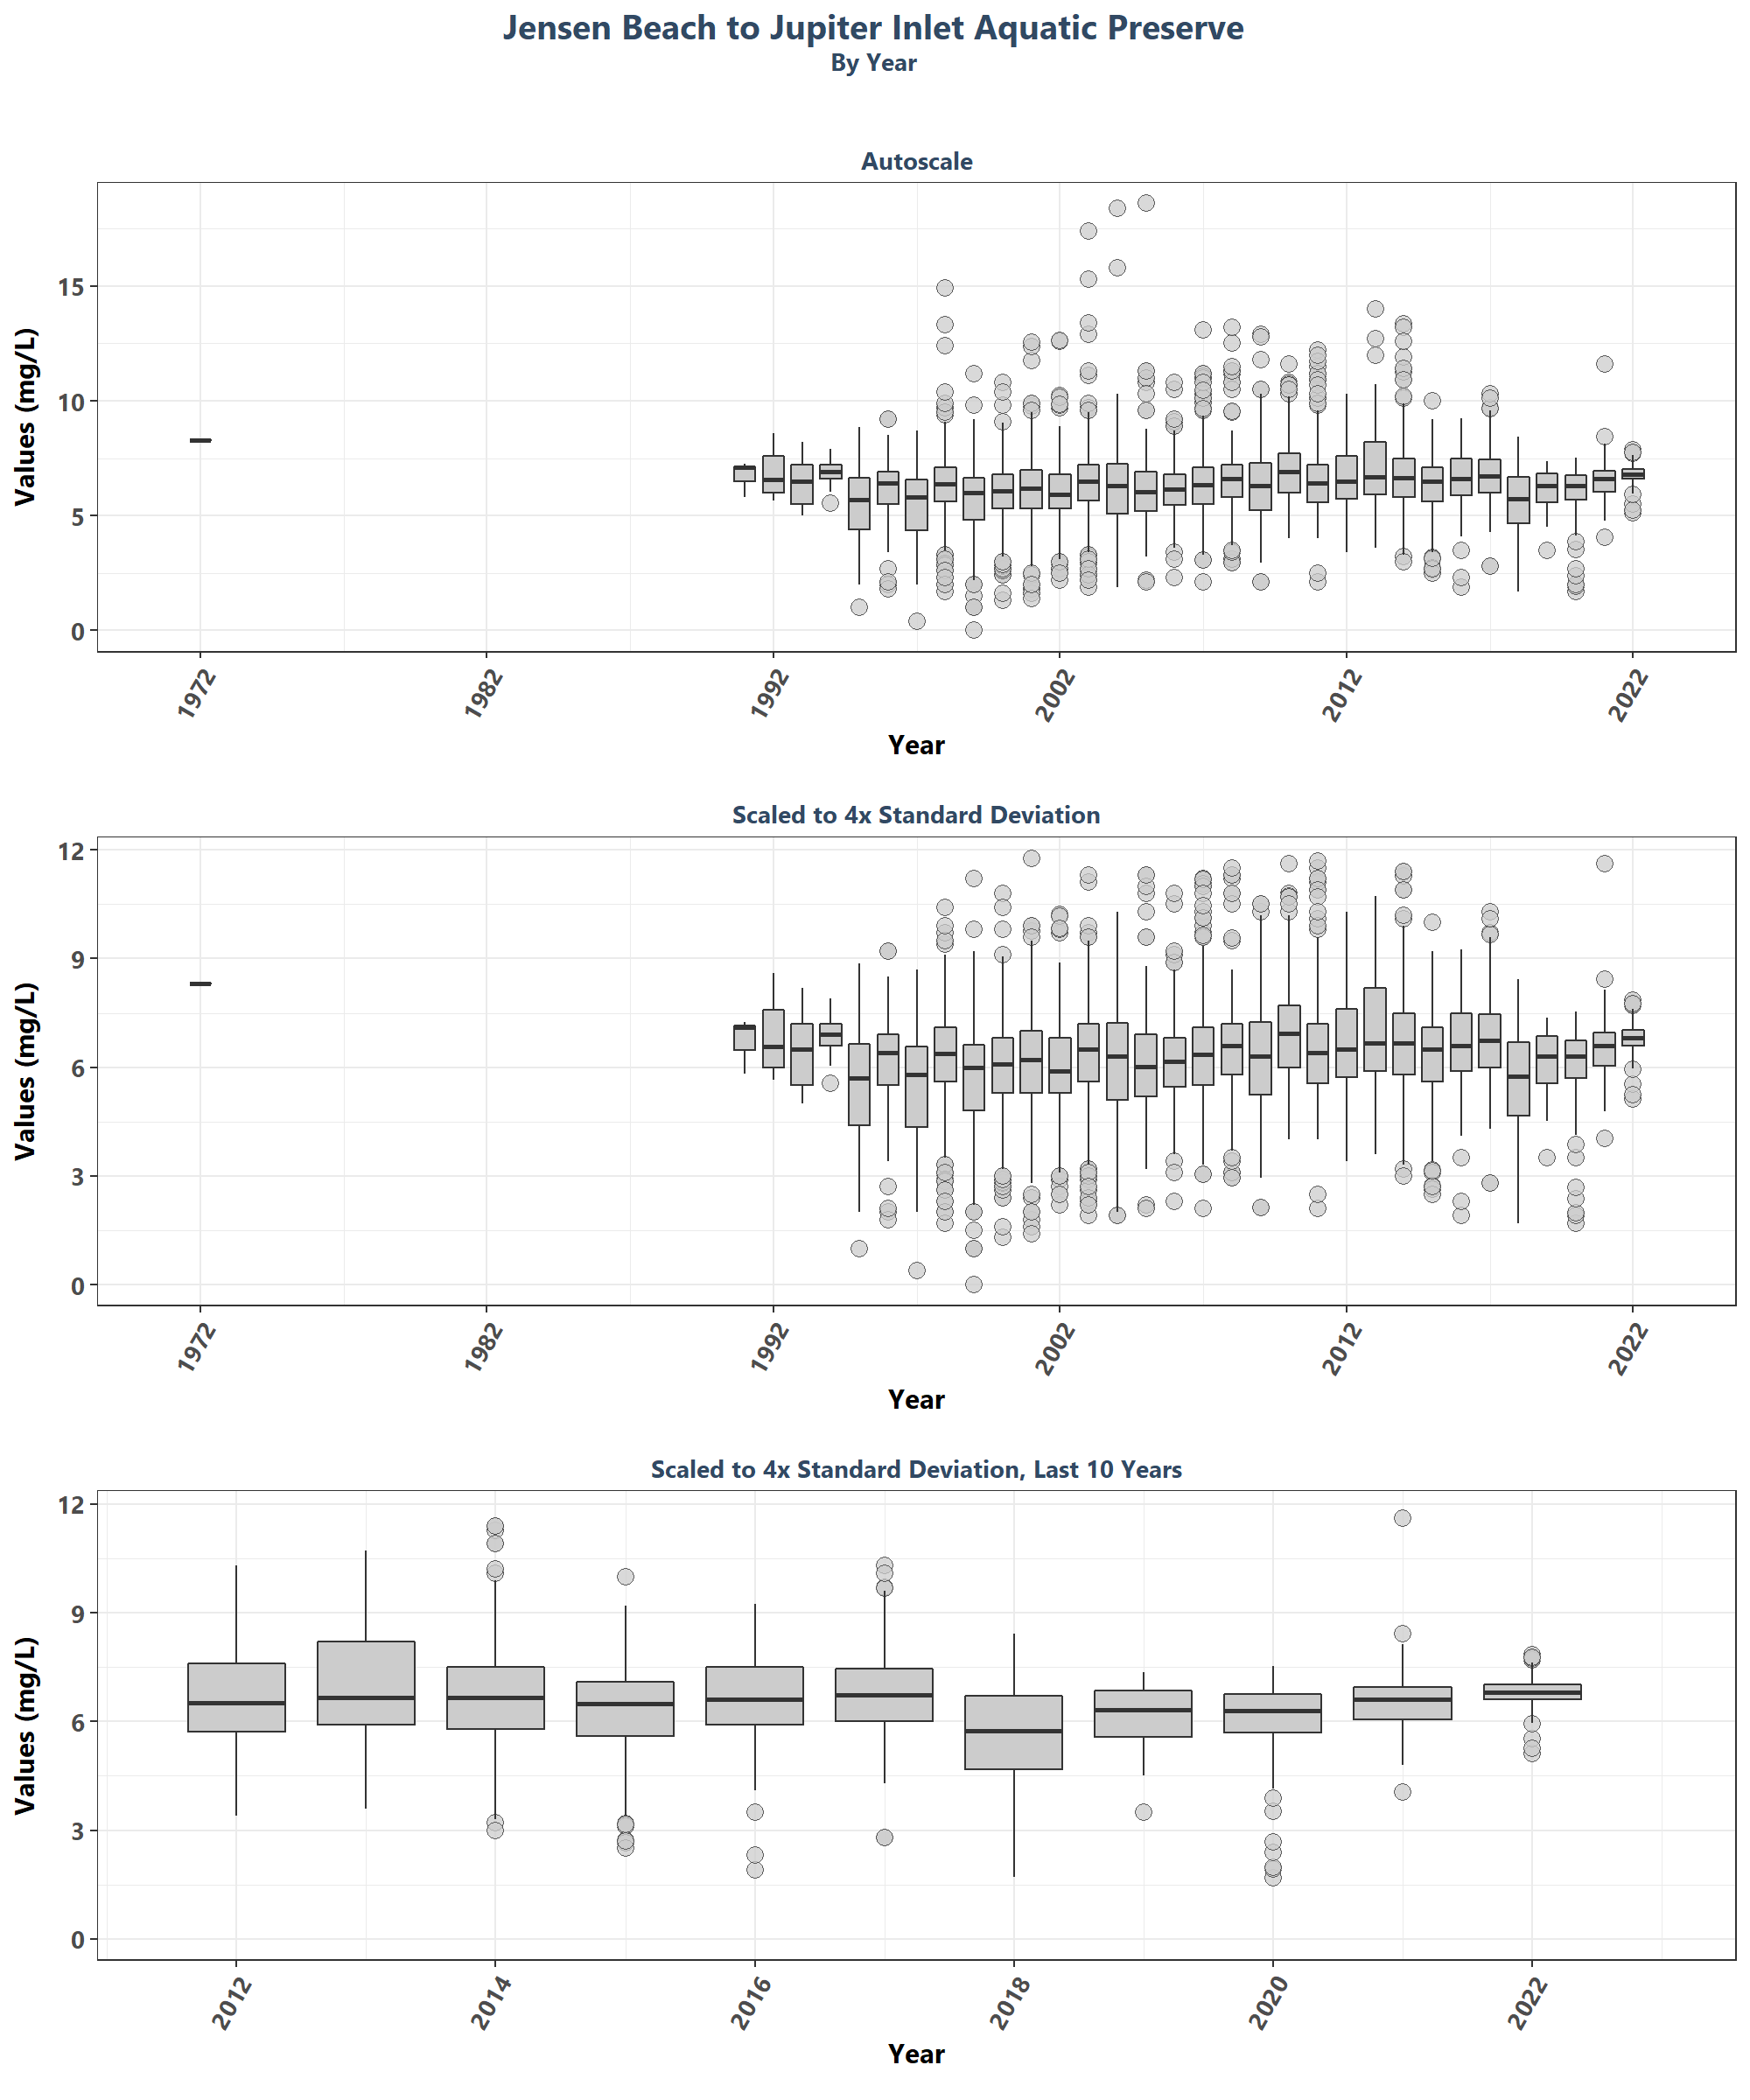 Jensen Beach to Jupiter Inlet Aquatic Preserve
By Year
Autoscale
Values (mg/L)
15
10
5
0
1972
1982
1992
2002
2012
2022
Year
Scaled to 4x Standard Deviation
Values (mg/L)
12
9
6
3
0
1972
1982
1992
2002
2012
2022
Year
Scaled to 4x Standard Deviation, Last 10 Years
Values (mg/L)
12
9
6
3
0
2012
2014
2016
2018
2020
2022
Year